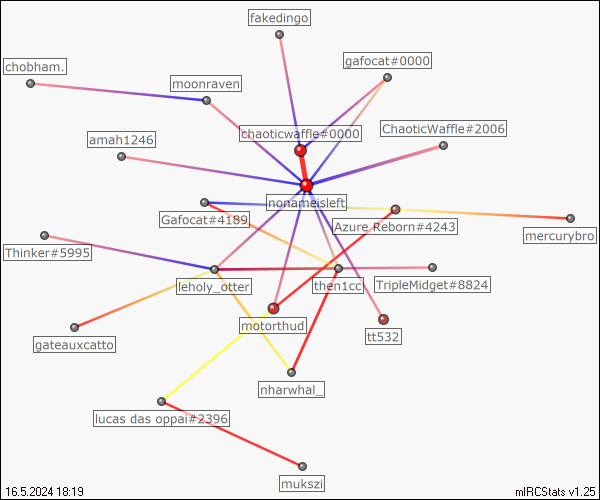 fakedingo
gafocat#0000
chobham.
moonraven
chaoticwaffle#0000
ChaoticWaffle#2006
amah1246
nonameisleft
Gafocat#4189
Azure_Reborn#4243
mercurybro
Thinker#5995
leholy_otter
then1cc
TripleMidget#8824
motorthud
tt532
gateauxcatto
nharwhal_
lucas das oppai#2396
mukszi
16.5.2024 18:19
mIRCStats v1.25